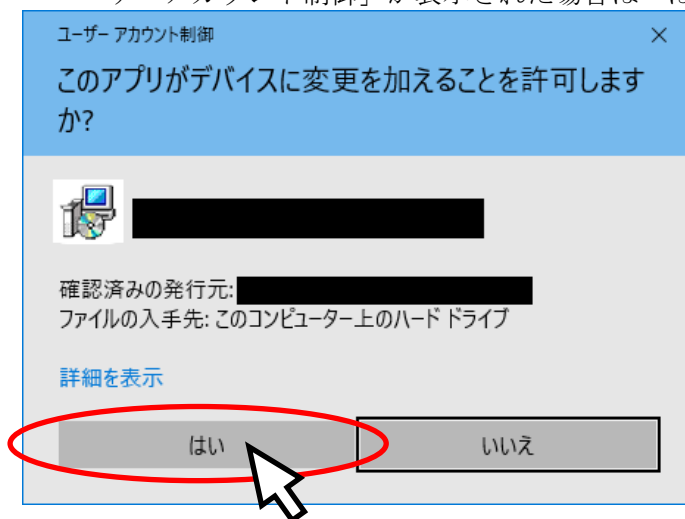 ユーザー アカウント制御
×
このアプリがデバイスに変更を加えることを許可します
か?
確認済みの発行元:
ファイルの入手先: このコンピューター上のハード ドライブ
詳細を表示
はい
いいえ